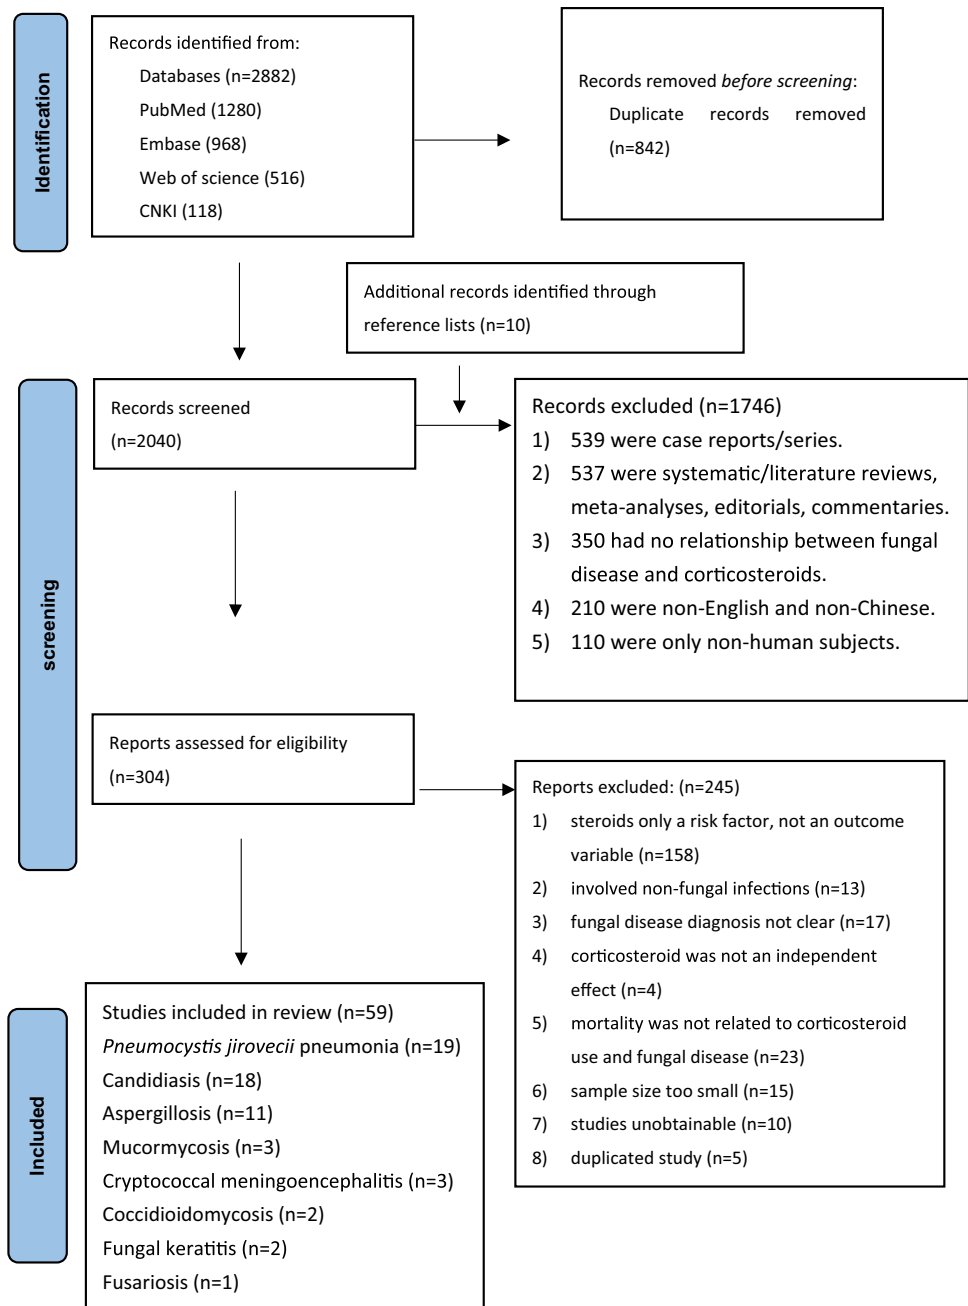 Identification
Records identified from:
Databases (n=2882)
PubMed (1280)
Embase (968)
Web of science (516)
CNKI (118)
Records removed before screening:
Duplicate records removed
(n=842)
Additional records identified through
reference lists (n=10)
screening
Records screened
(n=2040)
Records excluded (n=1746)
1) 539 were case reports/series.
2) 537 were systematic/literature reviews,
meta-analyses, editorials, commentaries.
3) 350 had no relationship between fungal
disease and corticosteroids.
4) 210 were non-English and non-Chinese.
5) 110 were only non-human subjects.
Reports assessed for eligibility
(n=304)
Reports excluded: (n=245)
1) steroids only a risk factor, not an outcome
variable (n=158)
2) involved non-fungal infections (n=13)
3) fungal disease diagnosis not clear (n=17)
4) corticosteroid was not an independent
effect (n=4)
5) mortality was not related to corticosteroid
use and fungal disease (n=23)
6) sample size too small (n=15)
7) studies unobtainable (n=10)
8) duplicated study (n=5)
Included
Studies included in review (n=59)
Pneumocystis jirovecii pneumonia (n=19)
Candidiasis (n=18)
Aspergillosis (n=11)
Mucormycosis (n=3)
Cryptococcal meningoencephalitis (n=3)
Coccidioidomycosis (n=2)
Fungal keratitis (n=2)
Fusariosis (n=1)